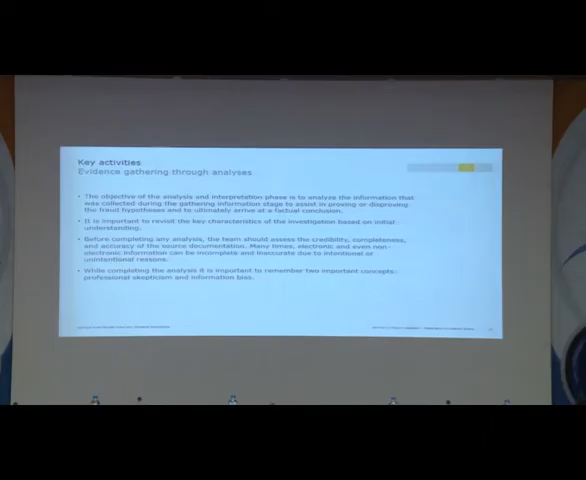 Key activities
Evidence gathering through analyses
• The objective of the analysis and interpretation phase is to analyze the information that
was collected during the gathering information stage to assist in proving or disproving
the fraud hypotheses and to ultimately arrive at a factual conclusion.
• It is important to revisit the key characteristics of the investigation based on initial
understanding.
• Before completing any analysis, the team should assess the credibility, completeness,
and accuracy of the source documentation. Many times, electronic and even non-
electronic information can be incomplete and inaccurate due to intentional or
unintentional reasons.
• While completing the analysis it is important to remember two important concepts:
professional skepticism and information bias.